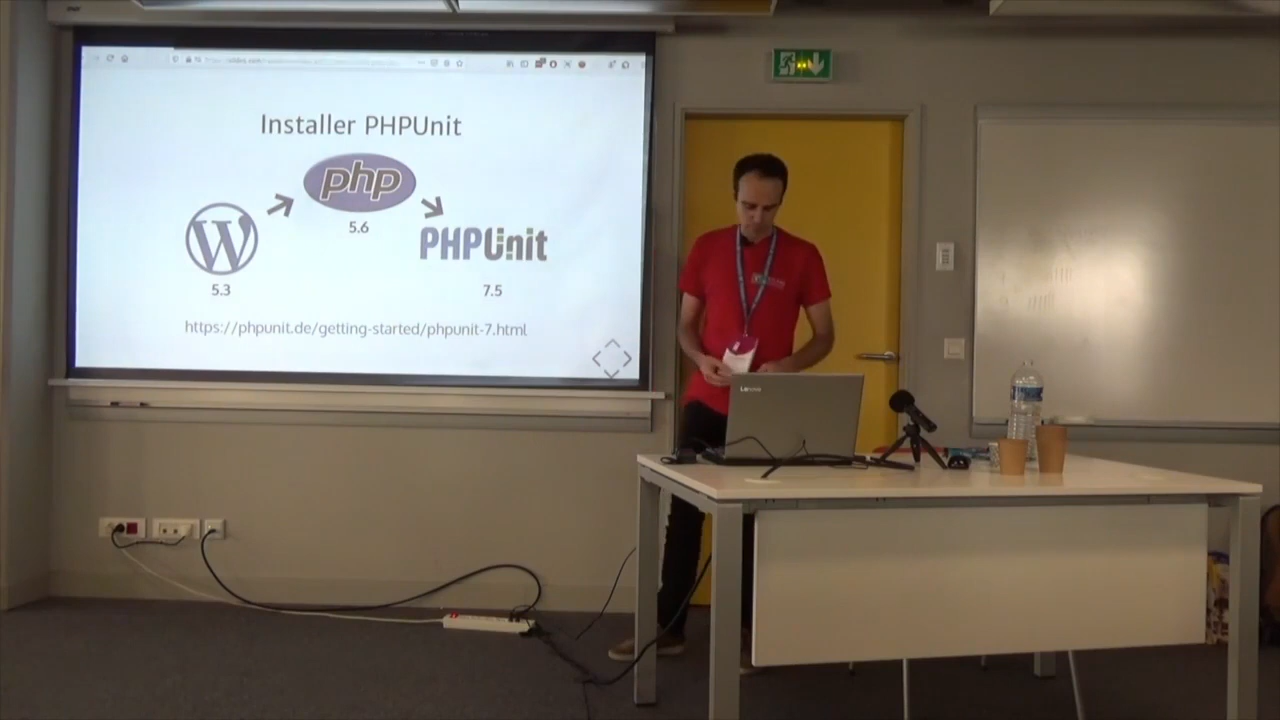 Installer PHPUnit
php
5.6
W
PHPUnit
5.3
7.5
https://phpunit.de/getting-started/phpunit-7.html
Lenovo